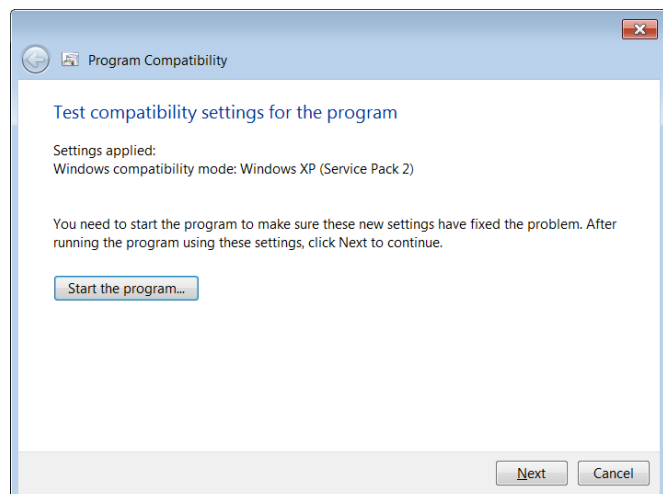 Program Compatibility
Test compatibility settings for the program
Settings applied:
Windows compatibility mode: Windows XP (Service Pack 2)
You need to start the program to make sure these new settings have fixed the problem. After
running the program using these settings, click Next to continue.
Start the program...
Next
Cancel